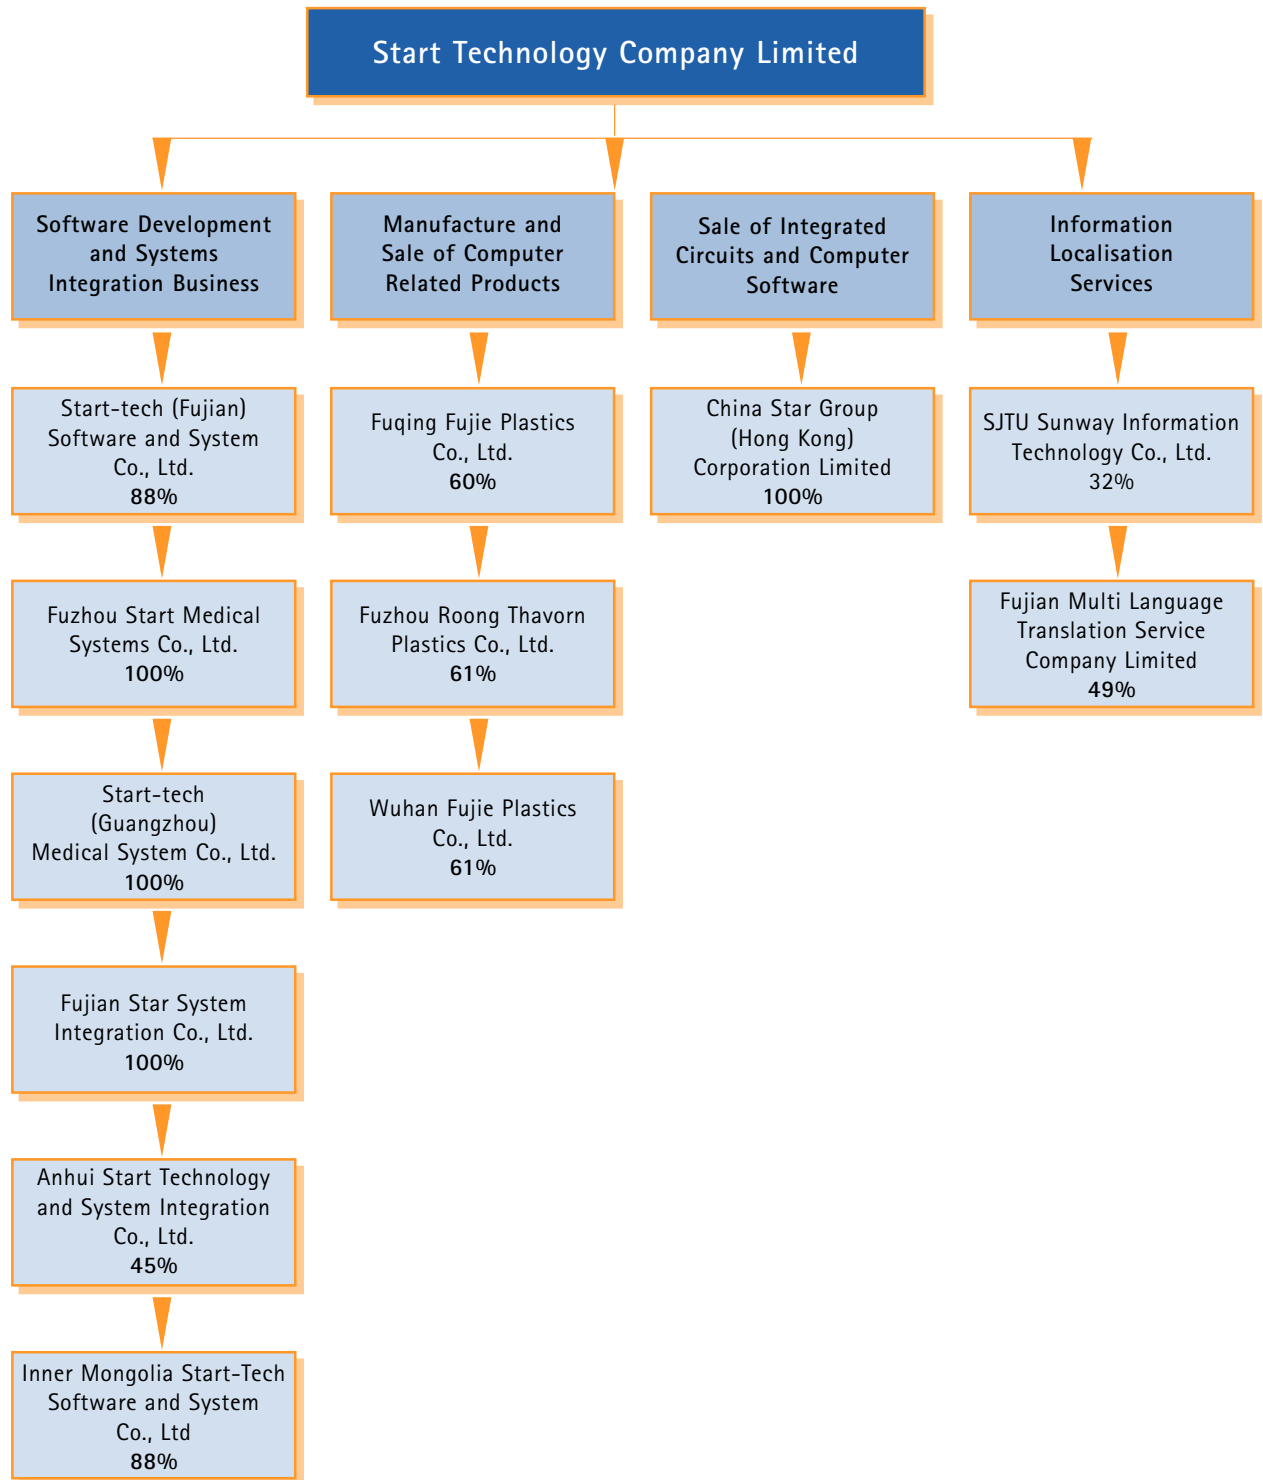 Start Technology Company Limited
Software Development
and Systems
Integration Business
Manufacture and
Sale of Computer
Related Products
Sale of Integrated
Circuits and Computer
Software
Information
Localisation
Services
Start-tech (Fujian)
Software and System
Co., Ltd.
88%
Fuqing Fujie Plastics
Co., Ltd.
60%
China Star Group
(Hong Kong)
Corporation Limited
100%
SJTU Sunway Information
Technology Co., Ltd.
32%
Fuzhou Start Medical
Systems Co., Ltd.
100%
Fuzhou Roong Thavorn
Plastics Co., Ltd.
61%
Fujian Multi Language
Translation Service
Company Limited
49%
Start-tech
(Guangzhou)
Medical System Co., Ltd.
100%
Wuhan Fujie Plastics
Co., Ltd.
61%
Fujian Star System
Integration Co., Ltd.
100%
Anhui Start Technology
and System Integration
Co., Ltd.
45%
Inner Mongolia Start-Tech
Software and System
Co., Ltd
88%